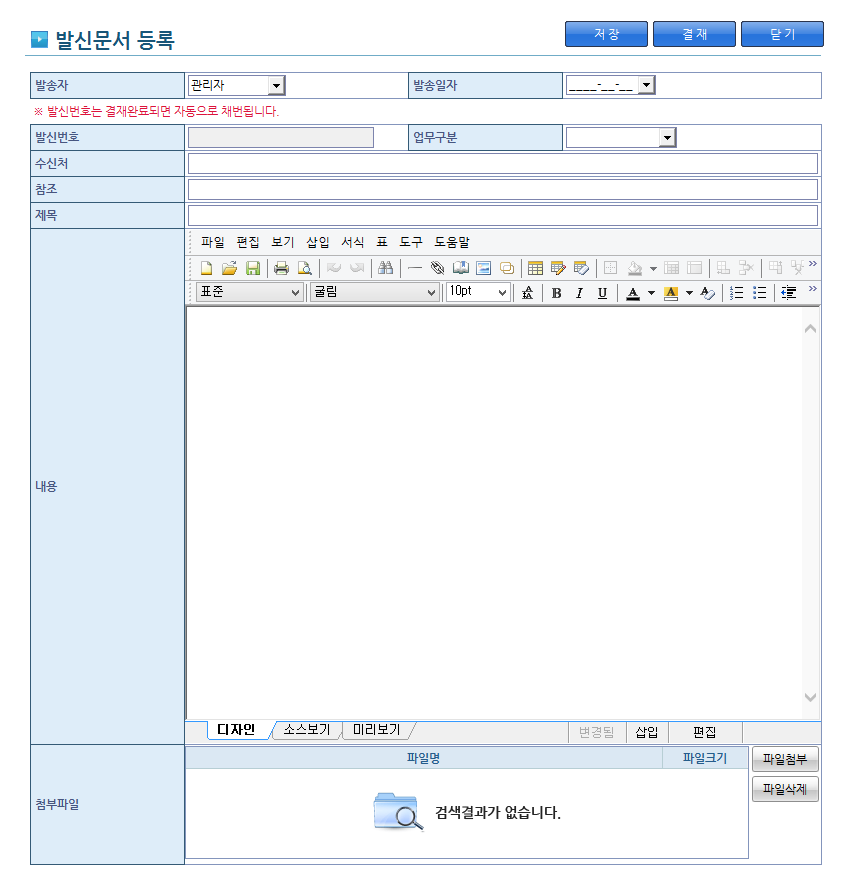 발신문서 등록
저장 결재 닫기
발송자 관리자 발송일자 ____-__-__
※ 발신번호는 결재완료되면 자동으로 채번됩니다.
발신번호 업무구분
수신처
참조
제목
파일 편집 보기 삽입 서식 표 도구 도움말
표준 굴림 10pt 가 B I U A A A
내용
디자인 소스보기 미리보기 변경됨 삽입 편집
파일명 파일크기 파일첨부
파일삭제
첨부파일
검색결과가 없습니다.